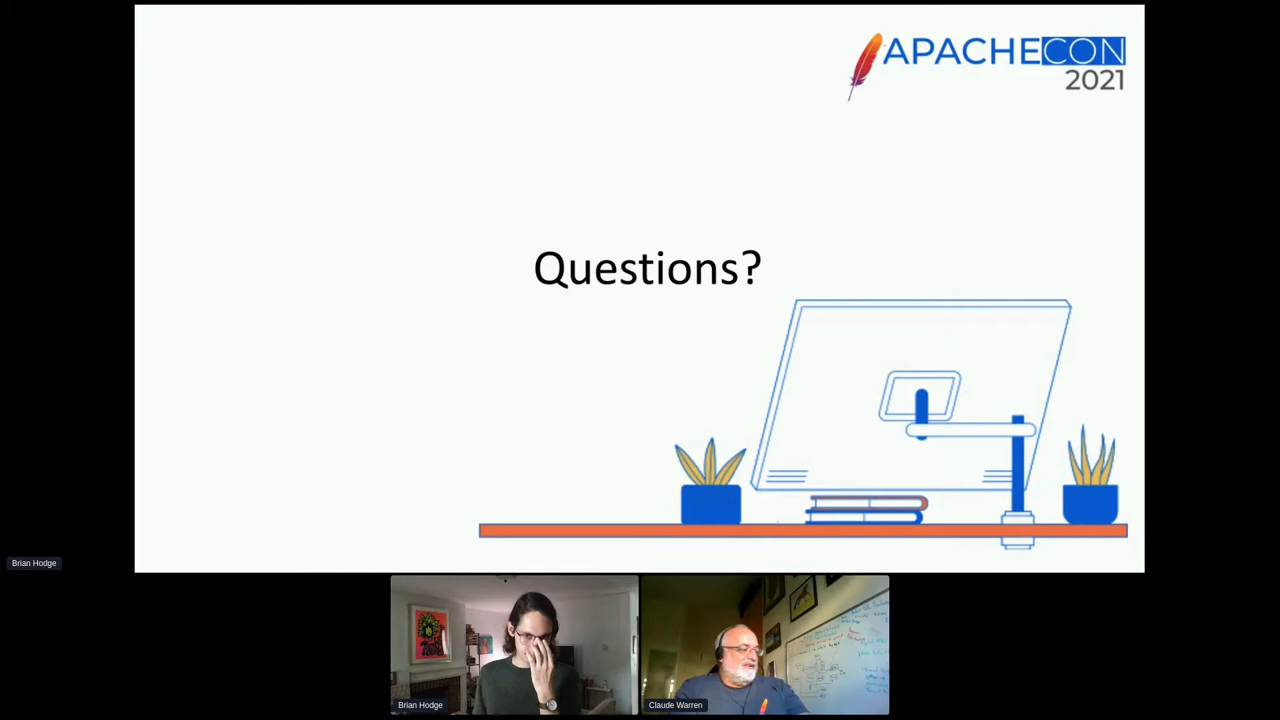 APACHECON
2021
Questions?
Brian Hodge
Brian Hodge
Claude Warren